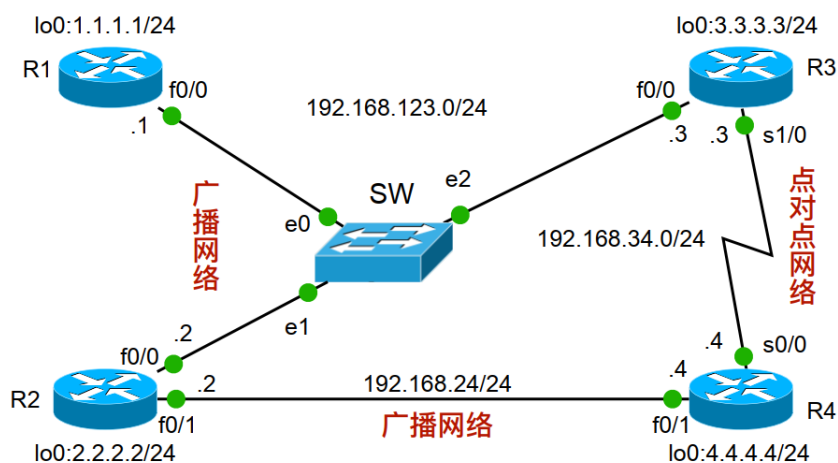 lo0:1.1.1.1/24
R1
f0/0
.1
192.168.123.0/24
lo0:3.3.3.3/24
R3
f0/0
.3
.3
s1/0
广播网络
SW
e0
e2
e1
192.168.34.0/24
点对点网络
.2
f0/0
R2
.2
f0/1
lo0:2.2.2.2/24
192.168.24/24
广播网络
.4
s0/0
.4
f0/1
R4
lo0:4.4.4.4/24